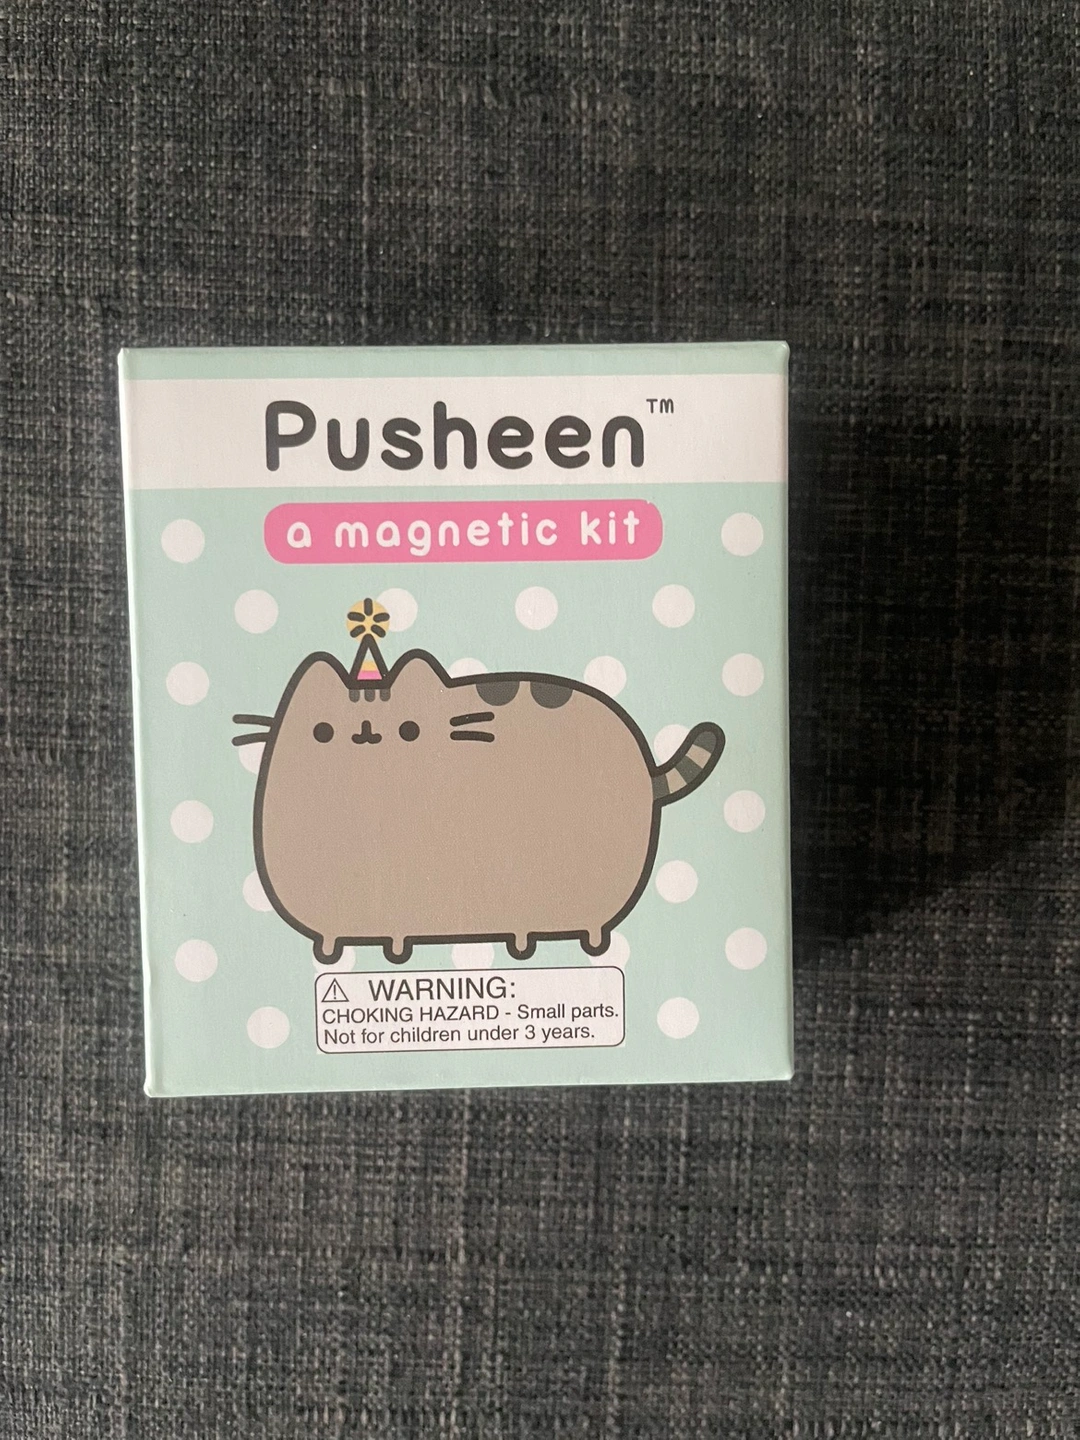 Pusheen™
a magnetic kit
⚠ WARNING:
CHOKING HAZARD - Small parts.
Not for children under 3 years.